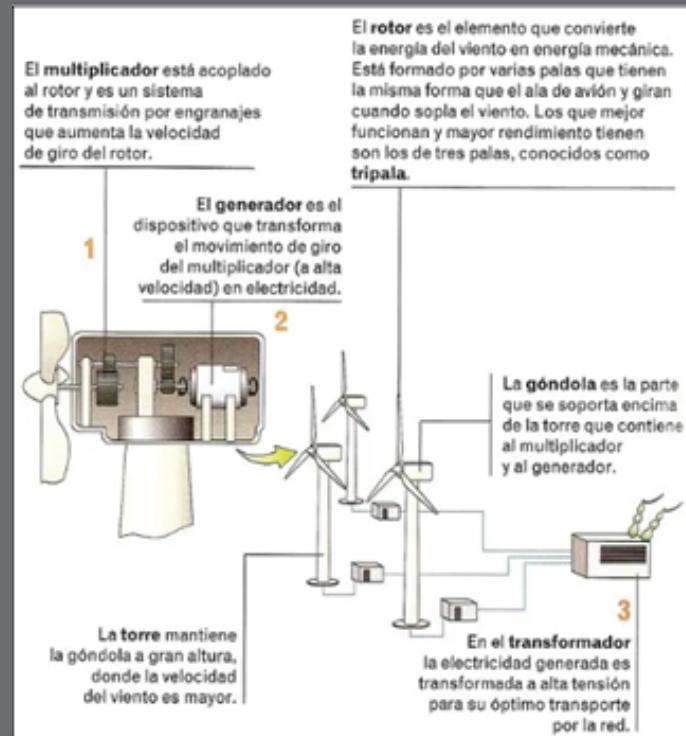 El multiplicador está acoplado
al rotor y es un sistema
de transmisión por engranajes
que aumenta la velocidad
de giro del rotor.
El rotor es el elemento que convierte
la energía del viento en energía mecánica.
Está formado por varias palas que tienen
la misma forma que el ala de avión y giran
cuando sopla el viento. Los que mejor
funcionan y mayor rendimiento tienen
son los de tres palas, conocidos como
tripala.
1
El generador es el
dispositivo que transforma
el movimiento de giro
del multiplicador (a alta
velocidad) en electricidad.
2
La góndola es la parte
que se soporta encima
de la torre que contiene
al multiplicador
y al generador.
La torre mantiene
la góndola a gran altura,
donde la velocidad
del viento es mayor.
3
En el transformador
la electricidad generada es
transformada a alta tensión
para su óptimo transporte
por la red.